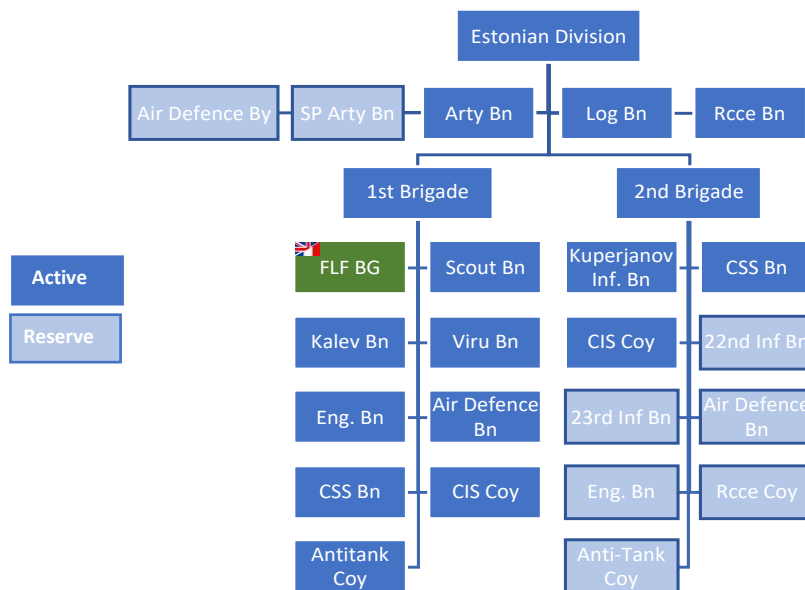 Estonian Division
Air Defence By
SP Arty Bn
Arty Bn
Log Bn
Rcce Bn
1st Brigade
2nd Brigade
FLF BG
Scout Bn
Kuperjanov
Inf. Bn
CSS Bn
Active
Reserve
Kalev Bn
Viru Bn
CIS Coy
22nd Inf Bn
Eng. Bn
Air Defence
Bn
23rd Inf Bn
Air Defence
Bn
CSS Bn
CIS Coy
Eng. Bn
Rcce Coy
Antitank
Coy
Anti-Tank
Coy